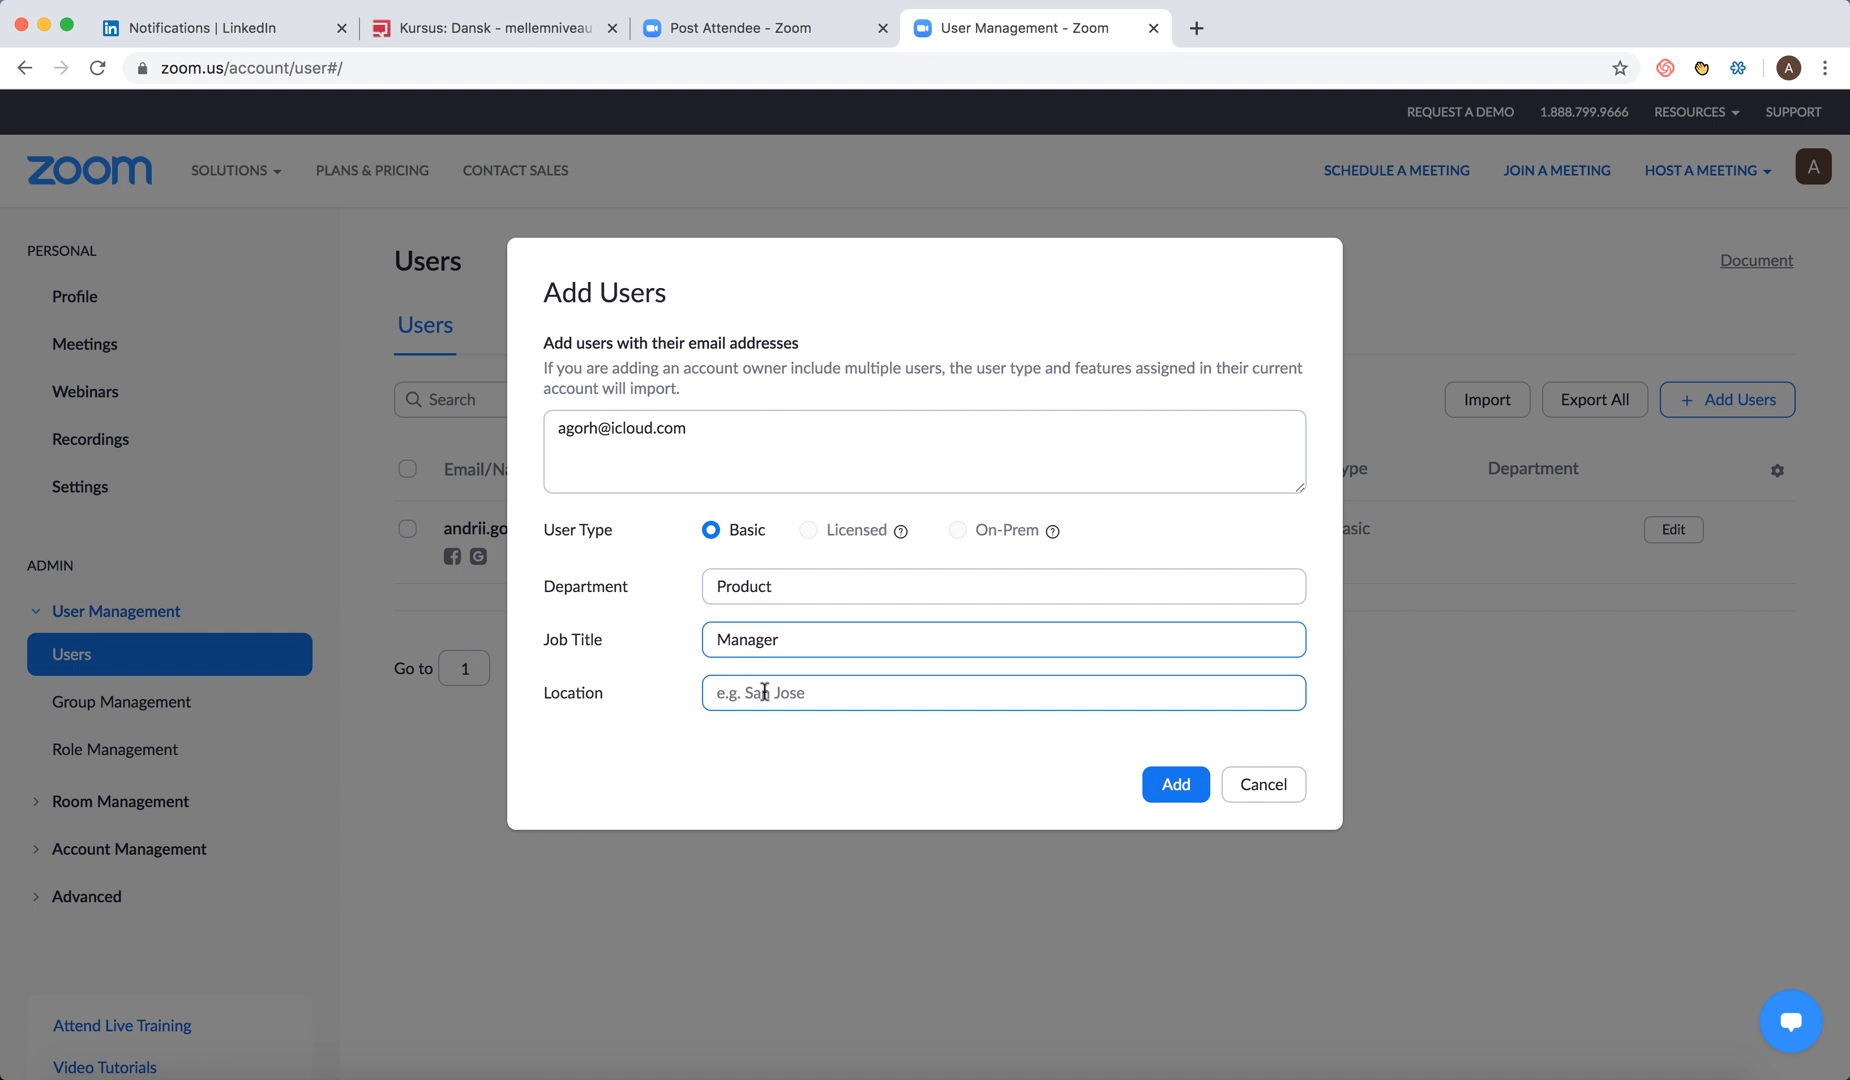 Notifications | LinkedIn
Kursus: Dansk - mellemniveau
Post Attendee - Zoom
User Management - Zoom
zoom.us/account/user#/
A
REQUEST A DEMO
1.888.799.9666
RESOURCES
SUPPORT
zoom
SOLUTIONS
PLANS & PRICING
CONTACT SALES
SCHEDULE A MEETING
JOIN A MEETING
HOST A MEETING
A
PERSONAL
Profile
Meetings
Webinars
Recordings
Settings
ADMIN
User Management
Users
Group Management
Role Management
Room Management
Account Management
Advanced
Attend Live Training
Video Tutorials
Users
Document
Users
Search
Import
Export All
+ Add Users
Email/Na
ype
Department
andrii.go
asic
Edit
Go to 1
Add Users
Add users with their email addresses
If you are adding an account owner include multiple users, the user type and features assigned in their current
account will import.
agorh@icloud.com
User Type
Basic
Licensed
On-Prem
Department
Product
Job Title
Manager
Location
e.g. San Jose
Add
Cancel